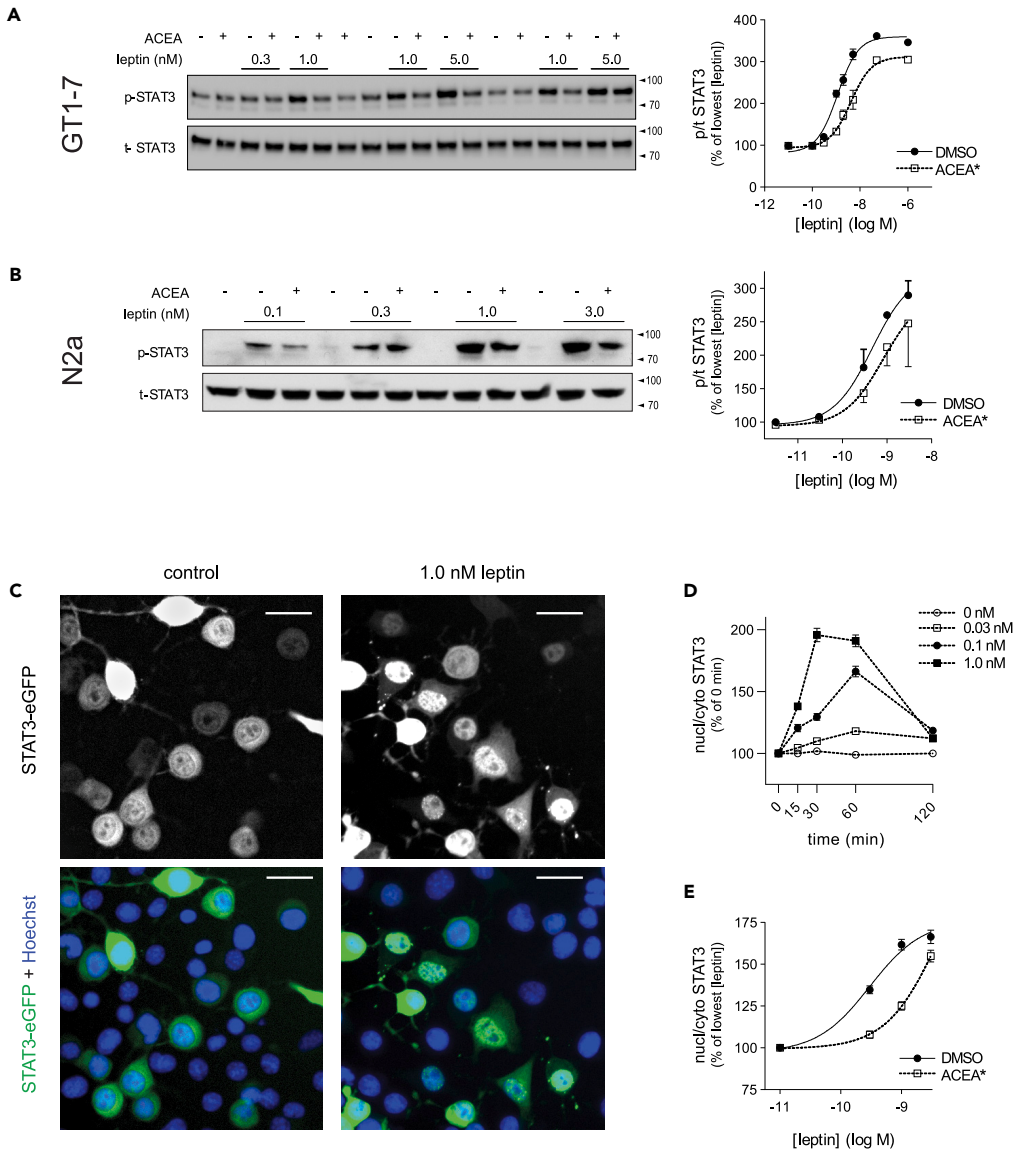 A
GT1-7
ACEA - + - + - + + - - + - + - + - + - +
leptin (nM) 0.3 1.0 1.0 5.0 1.0 5.0
p-STAT3
◄ 100
◄ 70
t- STAT3
◄ 100
◄ 70
p/t STAT3
(% of lowest [leptin])
400
300
200
100
0
-12 -10 -8 -6
[leptin] (log M)
DMSO
ACEA*
B
N2a
ACEA - - + - - + - - + - - +
leptin (nM) 0.1 0.3 1.0 3.0
p-STAT3
◄ 100
◄ 70
t-STAT3
◄ 100
◄ 70
p/t STAT3
(% of lowest [leptin])
300
250
200
150
100
-11 -10 -9 -8
[leptin] (log M)
DMSO
ACEA*
C
control
1.0 nM leptin
STAT3-eGFP
STAT3-eGFP + Hoechst
D
nucl/cyto STAT3
(% of 0 min)
200
150
100
0 15 30 60 120
time (min)
0 nM
0.03 nM
0.1 nM
1.0 nM
E
nucl/cyto STAT3
(% of lowest [leptin])
175
150
125
100
75
-11 -10 -9
[leptin] (log M)
DMSO
ACEA*